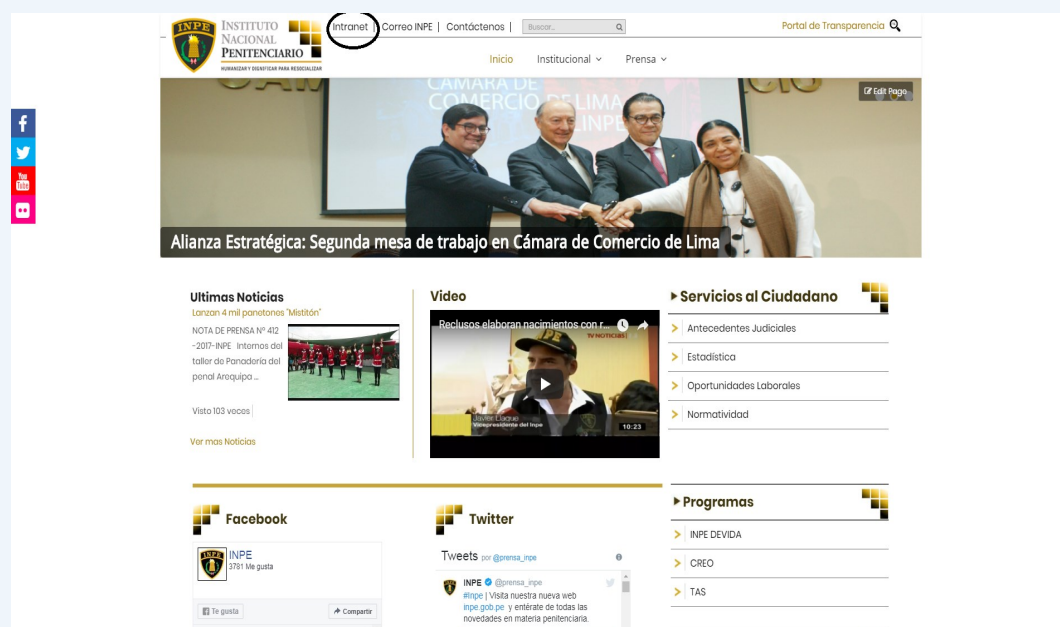 INPE
INSTITUTO
NACIONAL
PENITENCIARIO
HUMANIZAR Y DIGNIFICAR PARA RESOCIALIZAR
Intranet | Correo INPE | Contáctenos |
Buscar...
Portal de Transparencia
Inicio Institucional Prensa
CÁMARA DE
COMERCIO DE LIMA
INPE
Edit Page
Alianza Estratégica: Segunda mesa de trabajo en Cámara de Comercio de Lima
f
You
Tube
Ultimas Noticias
Lanzan 4 mil panetones "Mistitón"
NOTA DE PRENSA Nº 412
-2017-INPE Internos del
taller de Panadería del
penal Arequipa ...
Visto 103 veces
Ver mas Noticias
Video
Reclusos elaboran nacimientos con r...
TV NOTICIAS
Javier Llaque
Vicepresidente del Inpe
10:23
Servicios al Ciudadano
Antecedentes Judiciales
Estadística
Oportunidades Laborales
Normatividad
Facebook
INPE
INPE
3781 Me gusta
Te gusta
Compartir
Twitter
Tweets por @prensa_inpe
INPE @prensa_inpe
#Inpe | Visita nuestra nueva web
inpe.gob.pe y entérate de todas las
novedades en materia penitenciaria.
Programas
INPE DEVIDA
CREO
TAS